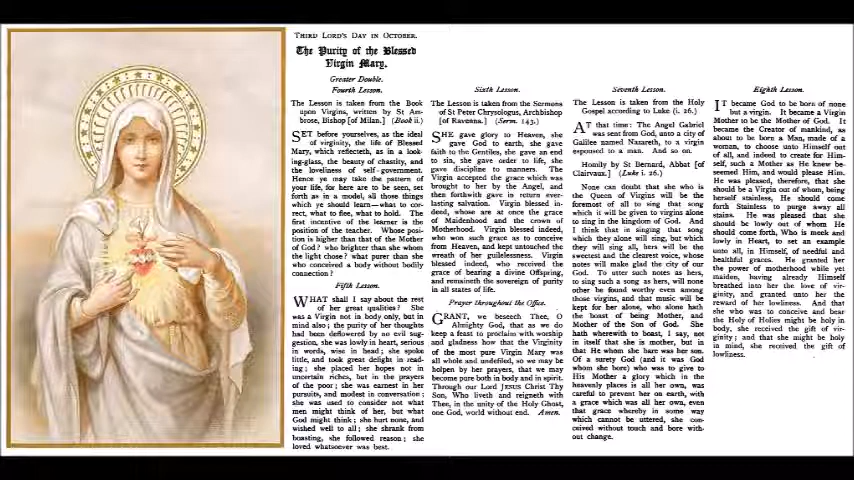 THIRD LORD'S DAY IN OCTOBER.
The Purity of the Blessed
Virgin Mary.
Greater Double.
Fourth Lesson.
The Lesson is taken from the Book
upon Virgins, written by St Am-
brose, Bishop [of Milan.] (Book ii.)
SET before yourselves, as the ideal
of virginity, the life of Blessed
Mary, which reflecteth, as in a look-
ing-glass, the beauty of chastity, and
the loveliness of self-government.
Hence ye may take the pattern of
your life, for here are to be seen, set
forth as in a model, all those things
which ye should learn—what to cor-
rect, what to flee, what to hold. The
first incentive of the learner is the
position of the teacher. Whose posi-
tion is higher than that of the Mother
of God? who brighter than she whom
the light chose? what purer than she
who conceived a body without bodily
connection?
Fifth Lesson.
WHAT shall I say about the rest
of her great qualities? She
was a Virgin not in body only, but in
mind also; the purity of her thoughts
had been deflowered by no evil sug-
gestion, she was lowly in heart, serious
in words, wise in head; she spoke
little, and took great delight in read-
ing; she placed her hopes not in
uncertain riches, but in the prayers
of the poor; she was earnest in her
pursuits, and modest in conversation;
she was used to consider not what
men might think of her, but what
God might think; she hurt none, and
wished well to all; she shrank from
boasting, she followed reason; she
loved whatsoever was best.
Sixth Lesson.
The Lesson is taken from the Sermons
of St Peter Chrysologus, Archbishop
[of Ravenna.] (Serm. 143.)
SHE gave glory to Heaven, she
gave God to earth, she gave
faith to the Gentiles, she gave an end
to sin, she gave order to life, she
gave discipline to manners. The
Virgin accepted the grace which was
brought to her by the Angel, and
then forthwith gave in return ever-
lasting salvation. Virgin blessed in-
deed, whose are at once the grace
of Maidenhood and the crown of
Motherhood. Virgin blessed indeed,
who won such grace as to conceive
from Heaven, and kept untouched the
wreath of her guilelessness. Virgin
blessed indeed, who received the
grace of bearing a divine Offspring,
and remaineth the sovereign of purity
in all states of life.
Prayer throughout the Office.
GRANT, we beseech Thee, O
Almighty God, that as we do
keep a feast to proclaim with worship
and gladness how that the Virginity
of the most pure Virgin Mary was
all whole and undefiled, so we may be
holpen by her prayers, that we may
become pure both in body and in spirit.
Through our Lord JESUS Christ Thy
Son, Who liveth and reigneth with
Thee, in the unity of the Holy Ghost,
one God, world without end. Amen.
Seventh Lesson.
The Lesson is taken from the Holy
Gospel according to Luke (i. 26.)
AT that time: The Angel Gabriel
was sent from God, unto a city of
Galilee named Nazareth, to a virgin
espoused to a man. And so on.
Homily by St Bernard, Abbat [of
Clairvaux.] (Luke i. 26.)
None can doubt that she who is
the Queen of Virgins will be the
foremost of all to sing that song
which it will be given to virgins alone
to sing in the kingdom of God. And
I think that in singing that song
which they alone will sing, but which
they will sing all, hers will be the
sweetest and the clearest voice, whose
notes will make glad the city of our
God. To utter such notes as hers,
to sing such a song as hers, will none
other be found worthy even among
those virgins, and that music will be
kept for her alone, who alone hath
the boast of being Mother, and
Mother of the Son of God. She
hath wherewith to boast, I say, not
in itself that she is mother, but in
that He whom she bare was her son.
Of a surety God (and it was God
whom she bore) who was to give to
His Mother a glory which in the
heavenly places is all her own, was
careful to prevent her on earth, with
a grace which was all her own, even
that grace whereby in some way
which cannot be uttered, she con-
ceived without touch and bore with-
out change.
Eighth Lesson.
IT became God to be born of none
but a virgin. It became a Virgin
Mother to be the Mother of God. It
became the Creator of mankind, as
about to be born a Man, made of a
woman, to choose unto Himself out
of all, and indeed to create for Him-
self, such a Mother as He knew be-
seemed Him, and would please Him.
He was pleased, therefore, that she
should be a Virgin out of whom, being
herself stainless, He should come
forth Stainless to purge away all
stains. He was pleased that she
should be lowly out of whom He
should come forth, Who is meek and
lowly in Heart, to set an example
unto all, in Himself, of needful and
healthful graces. He granted her
the power of motherhood while yet
maiden, having already Himself
breathed into her the love of vir-
ginity, and granted unto her the
reward of her lowliness. And that
she who was to conceive and bear
the Holy of Holies might be holy in
body, she received the gift of vir-
ginity; and that she might be holy
in mind, she received the gift of
lowliness.